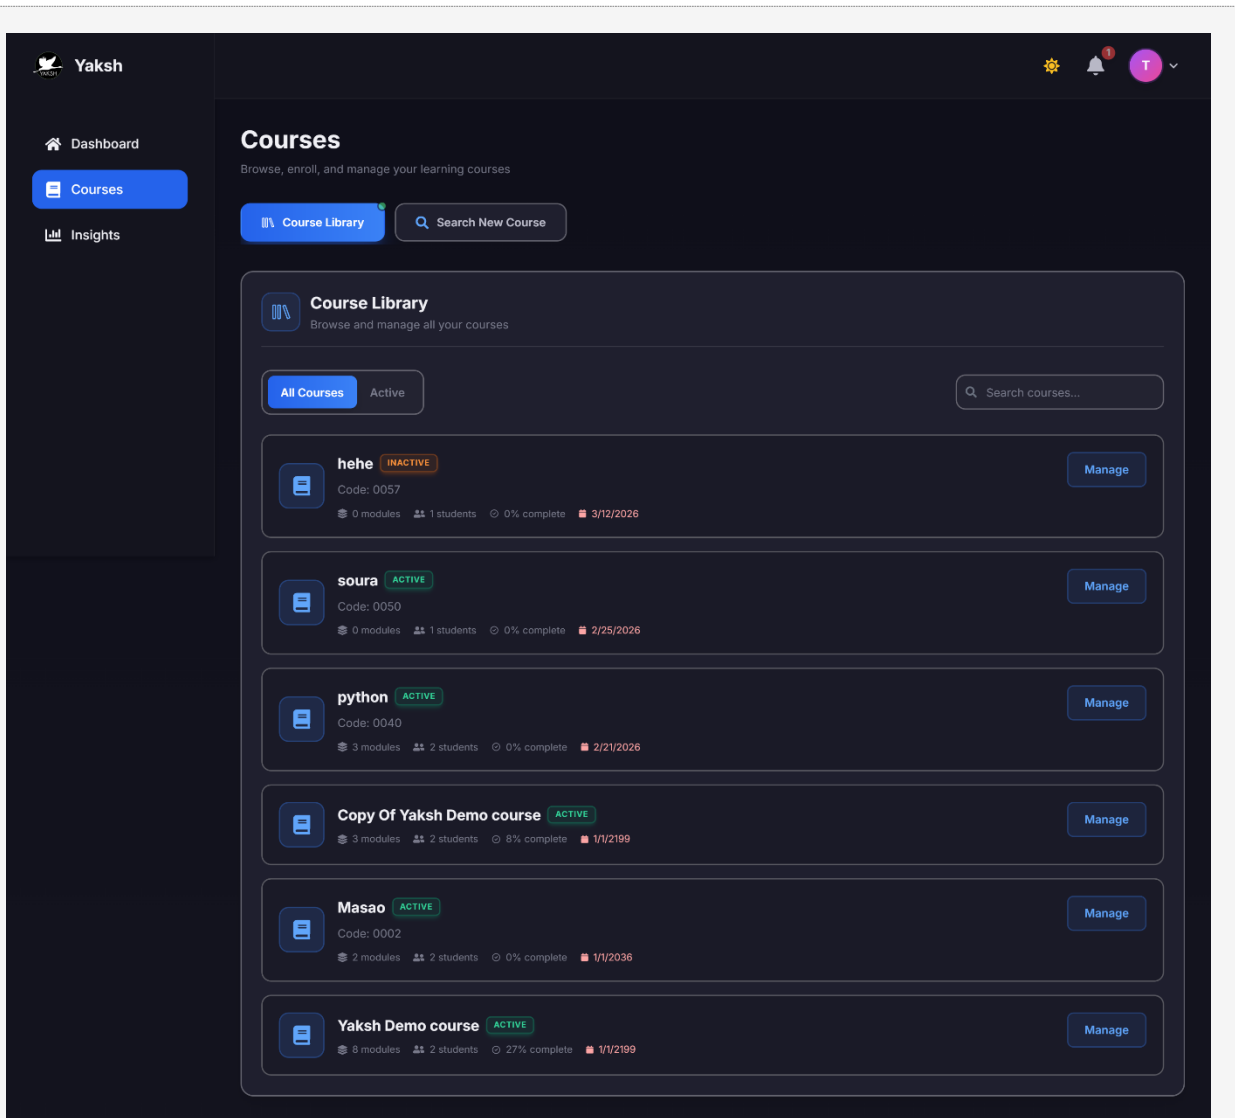 Yaksh
YAKSH
1
T
Dashboard
Courses
Insights
Courses
Browse, enroll, and manage your learning courses
Course Library
Search New Course
Course Library
Browse and manage all your courses
All Courses
Active
Search courses...
hehe INACTIVE
Manage
Code: 0057
0 modules 1 students 0% complete 3/12/2026
soura ACTIVE
Manage
Code: 0050
0 modules 1 students 0% complete 2/25/2026
python ACTIVE
Manage
Code: 0040
3 modules 2 students 0% complete 2/21/2026
Copy Of Yaksh Demo course ACTIVE
Manage
3 modules 2 students 8% complete 1/1/2199
Masao ACTIVE
Manage
Code: 0002
2 modules 2 students 0% complete 1/1/2036
Yaksh Demo course ACTIVE
Manage
8 modules 2 students 27% complete 1/1/2199